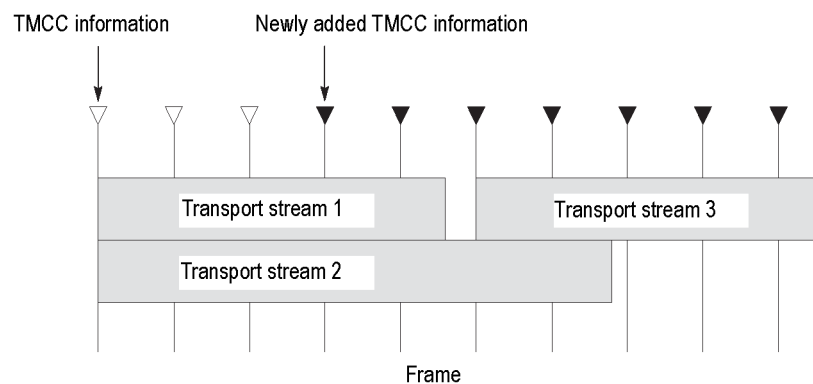 TMCC information
Newly added TMCC information
Transport stream 1
Transport stream 3
Transport stream 2
Frame